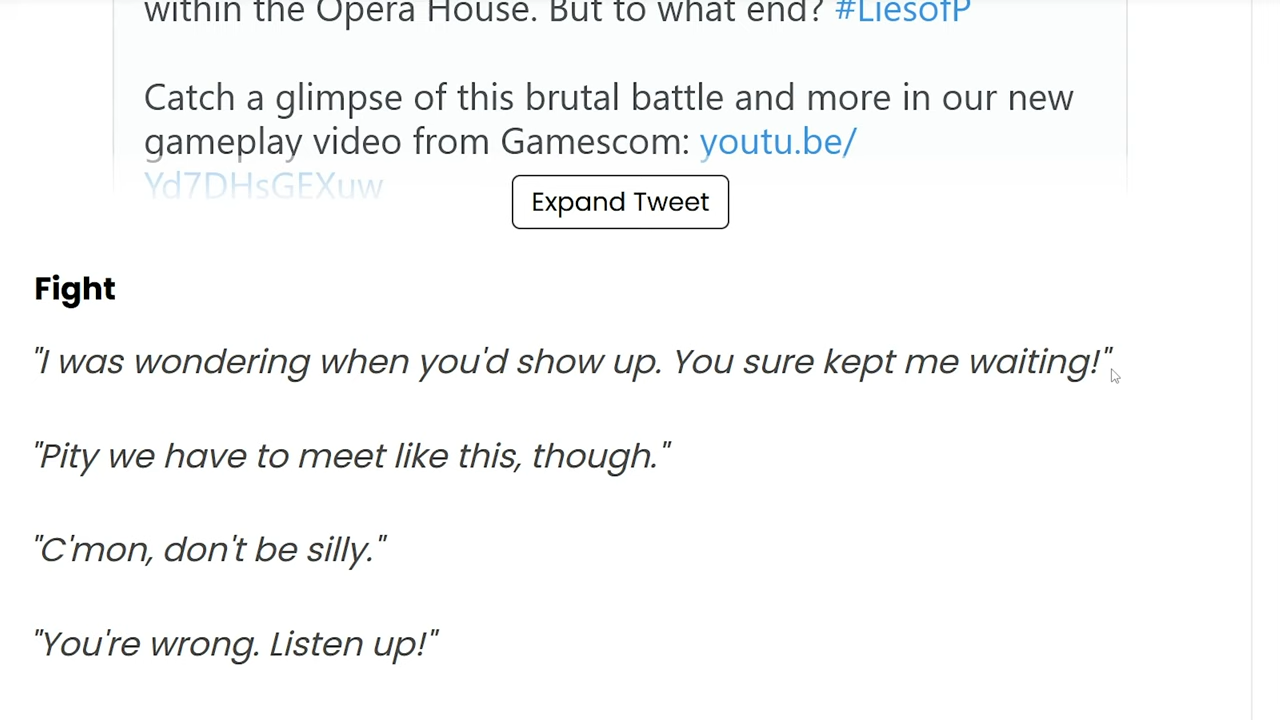 within the Opera House. But to what end? #LiesofP
Catch a glimpse of this brutal battle and more in our new
gameplay video from Gamescom: youtu.be/
Yd7DHsGEXuw
Expand Tweet
Fight
"I was wondering when you'd show up. You sure kept me waiting!"
"Pity we have to meet like this, though."
"C'mon, don't be silly."
"You're wrong. Listen up!"